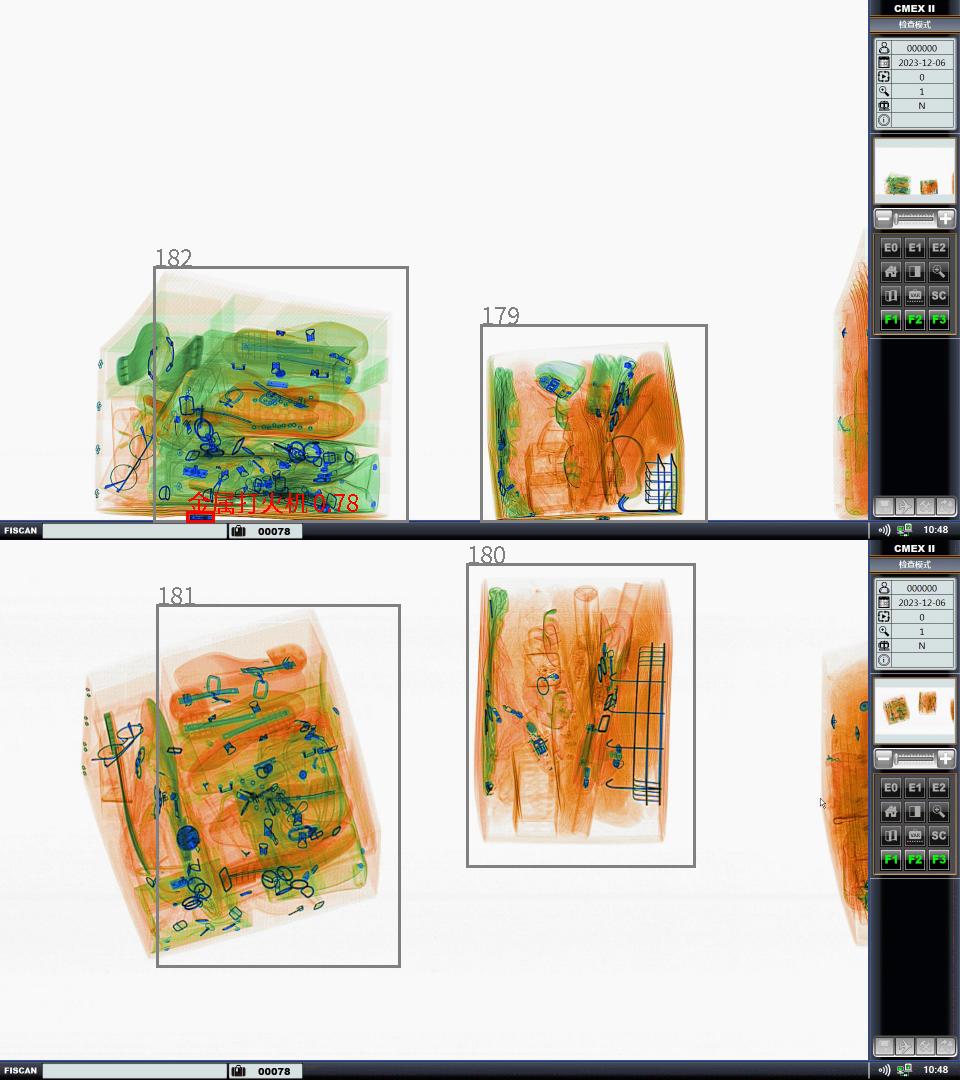 CMEX II
检查模式
000000
2023-12-06
0
1
N
182
179
E0 E1 E2
VAR SC
F1 F2 F3
金属打火机 0.78
FISCAN
00078
10:48
CMEX II
检查模式
180
000000
2023-12-06
181
0
1
N
E0 E1 E2
VAR SC
F1 F2 F3
FISCAN
00078
10:48